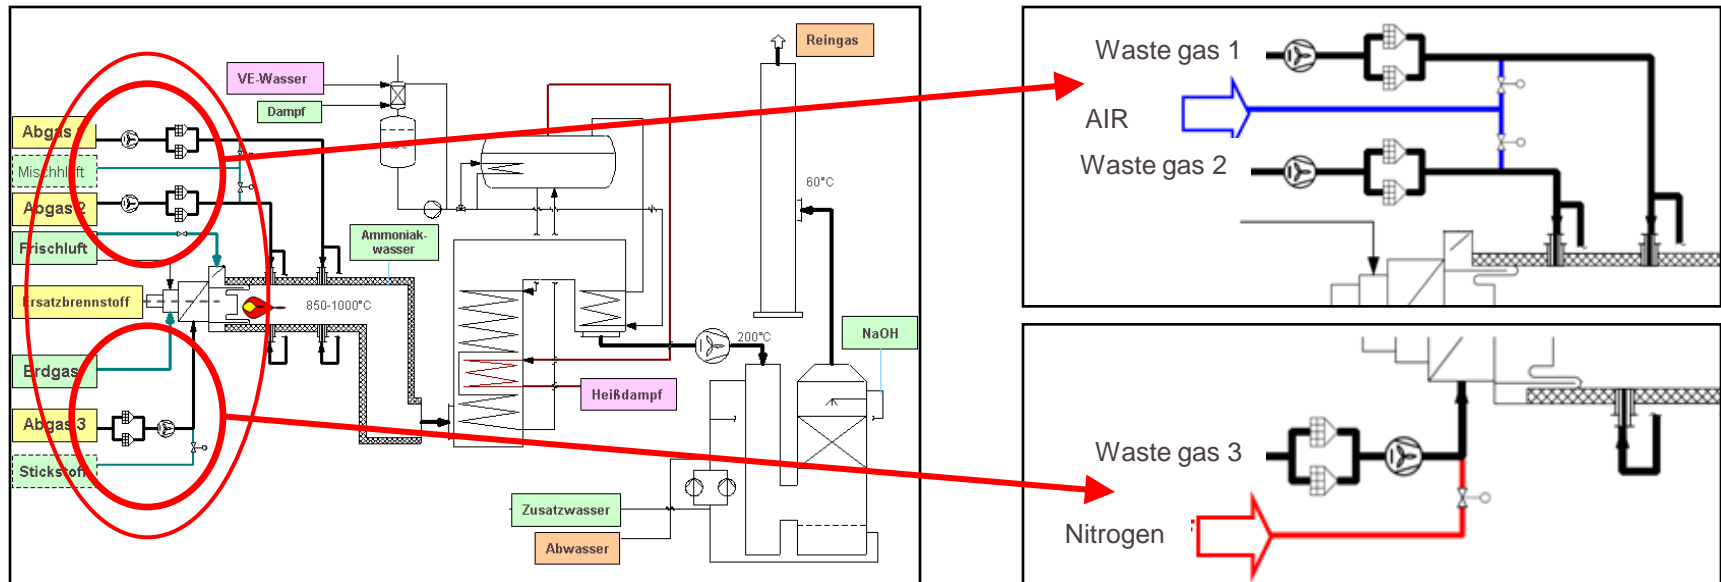 Reingas
VE-Wasser
Dampf
Abgas
Mischluft
Abgas 2
Frischluft
Ersatzbrennstoff
Erdgas
Abgas 3
Stickstoff
Ammoniak-
wasser
850-1000°C
60°C
200°C
NaOH
Heißdampf
Zusatzwasser
Abwasser
Waste gas 1
AIR
Waste gas 2
Waste gas 3
Nitrogen